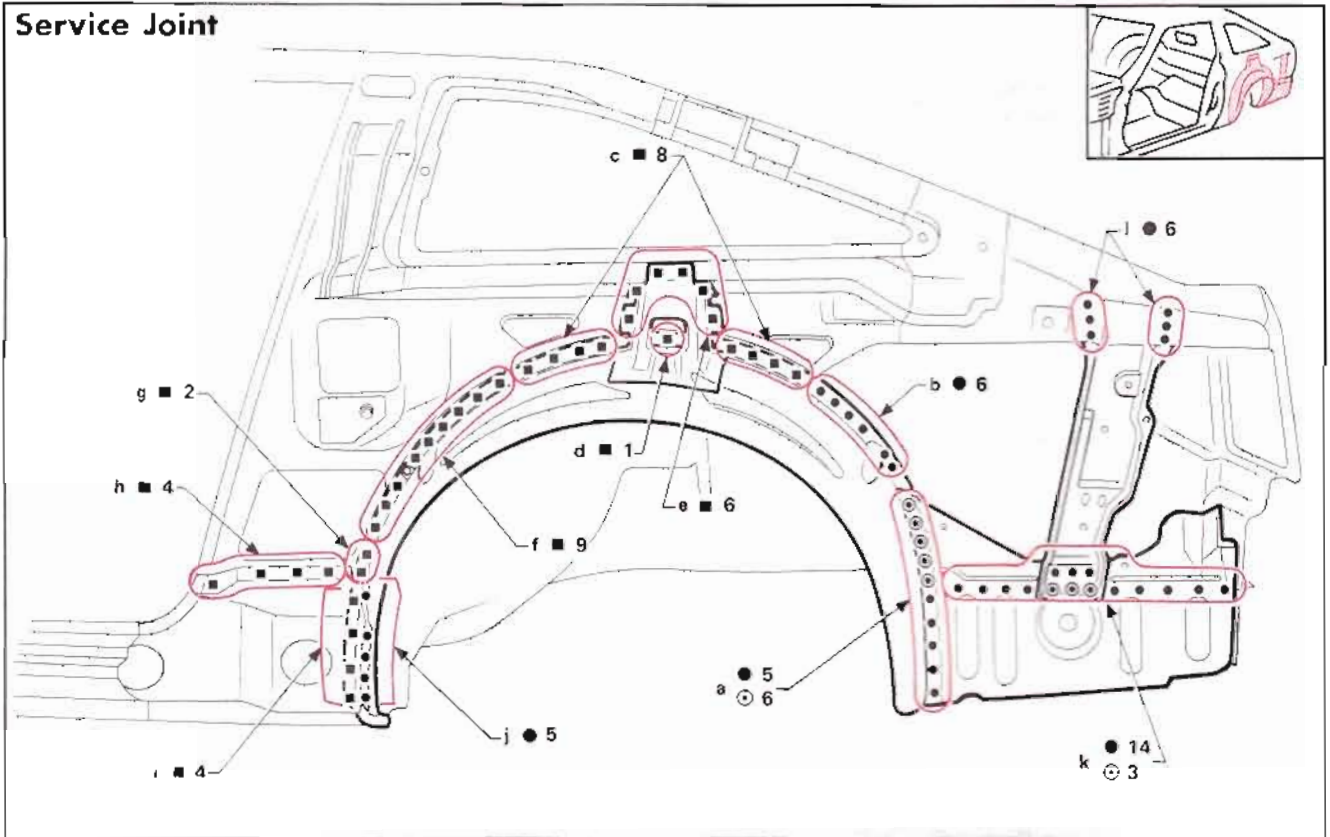 Service Joint
c ■ 8
l ● 6
b ● 6
g ■ 2
d ■ 1
h ■ 4
e ■ 6
f ■ 9
● 5
a
⊙ 6
j ● 5
■ 4
● 14
k
⊙ 3